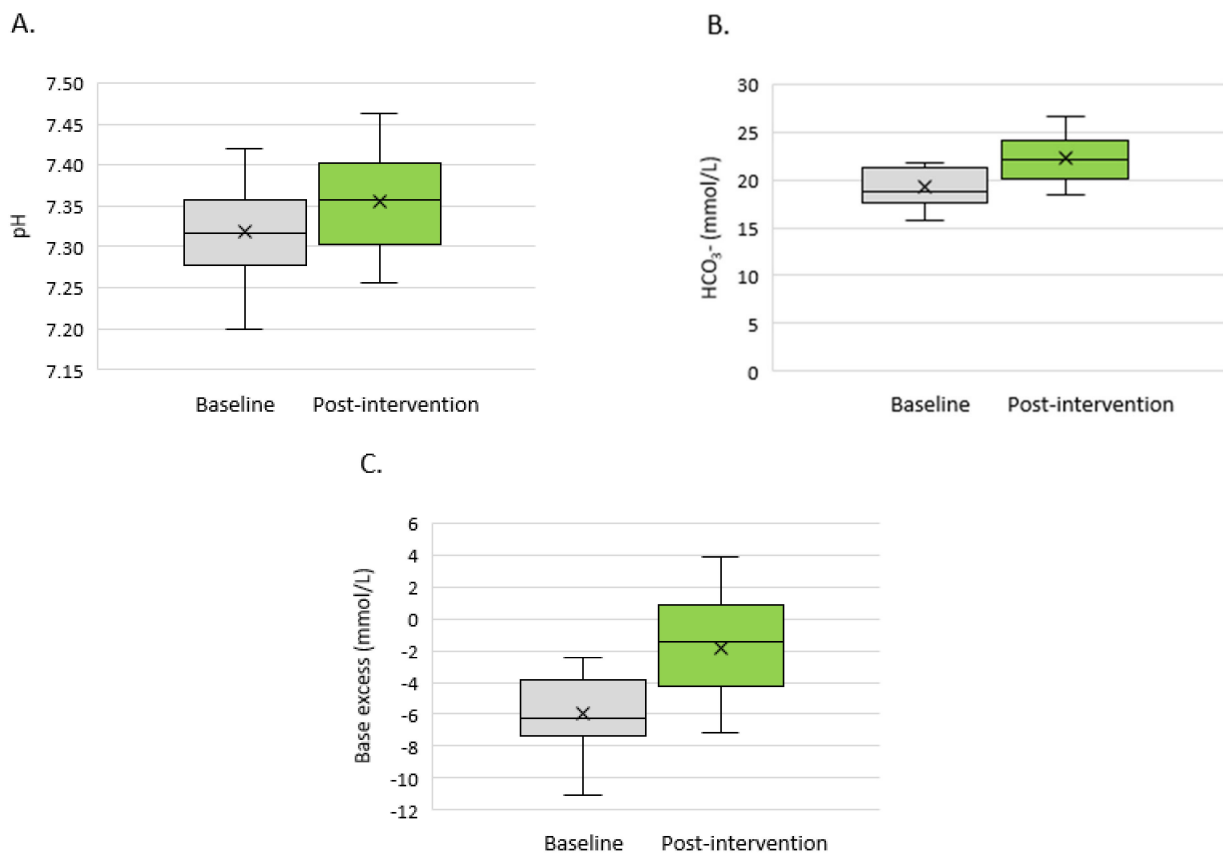 A.
pH
7.50
7.45
7.40
7.35
7.30
7.25
7.20
7.15
Baseline Post-intervention
B.
HCO₃- (mmol/L)
30
25
20
15
10
5
0
Baseline Post-intervention
C.
Base excess (mmol/L)
6
4
2
0
-2
-4
-6
-8
-10
-12
Baseline Post-intervention